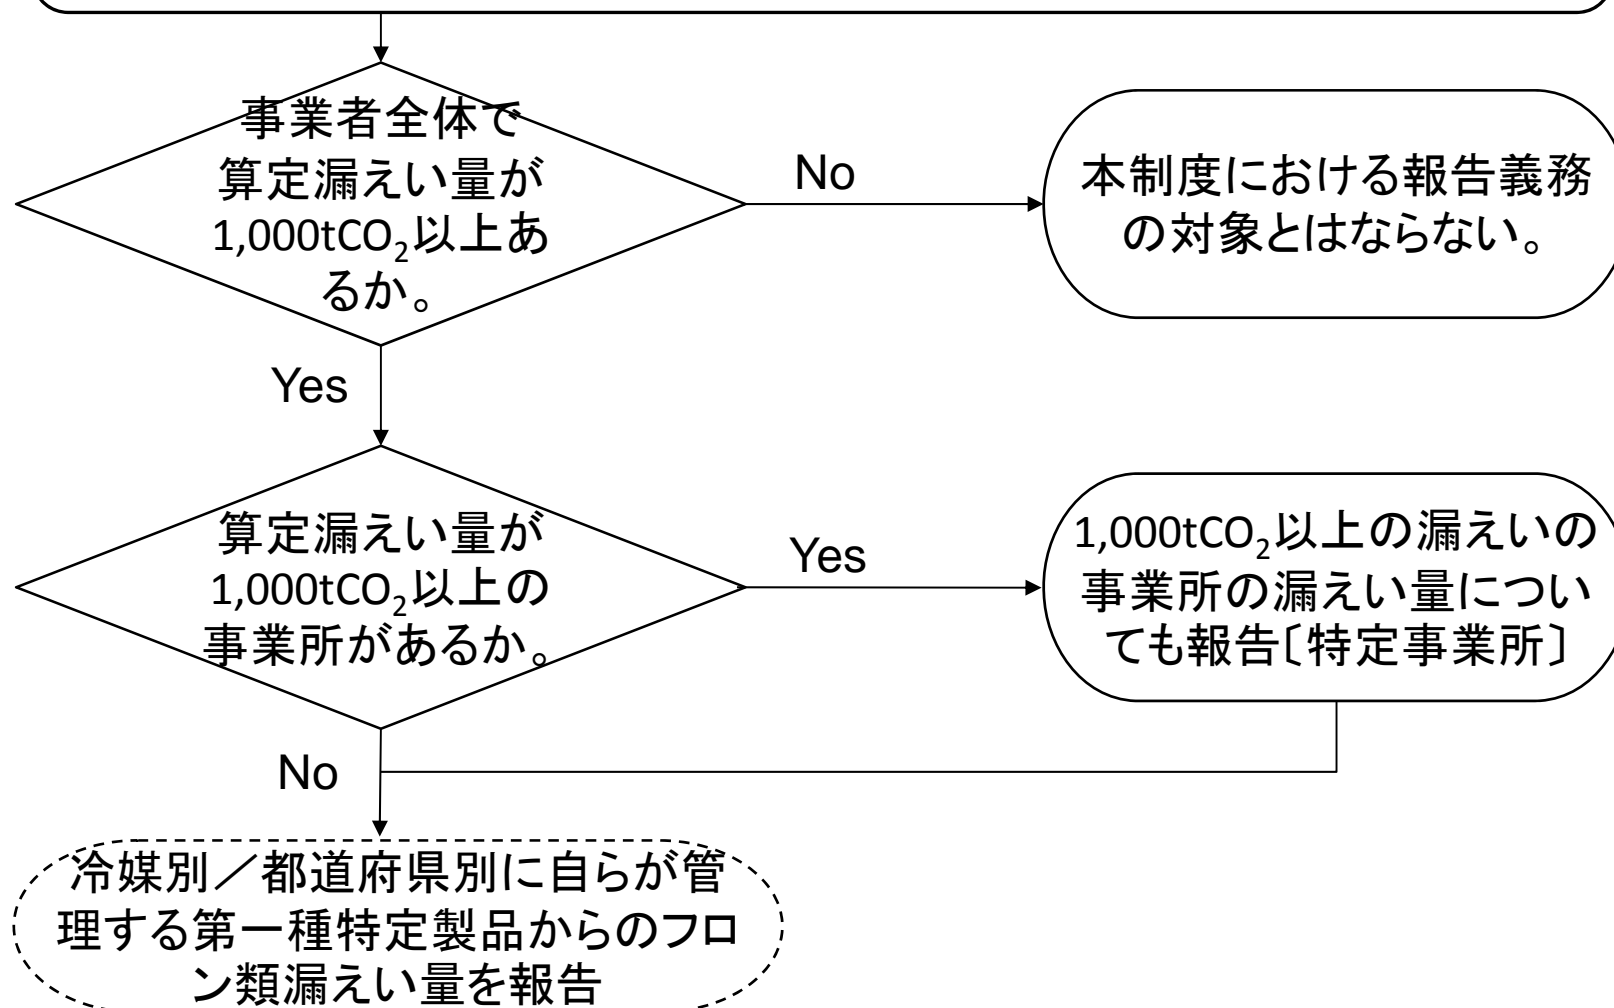 事業者全体で
算定漏えい量が
1,000tCO₂以上あ
るか。
No
本制度における報告義務
の対象とはならない。
Yes
算定漏えい量が
1,000tCO₂以上の
事業所があるか。
Yes
1,000tCO₂以上の漏えいの
事業所の漏えい量につい
ても報告〔特定事業所〕
No
冷媒別／都道府県別に自らが管
理する第一種特定製品からのフロ
ン類漏えい量を報告